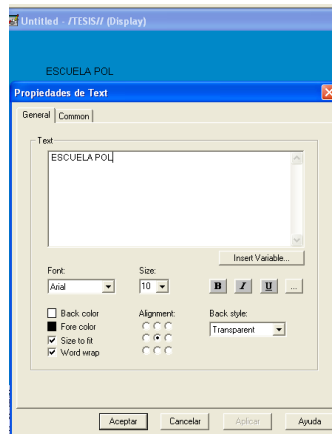 Untitled - /TESIS// (Display)
ESCUELA POL
Propiedades de Text
General Common
Text
ESCUELA POL
Insert Variable...
Font: Size:
Arial 10 B I U ...
Back color Alignment: Back style:
Fore color Transparent
Size to fit
Word wrap
Aceptar Cancelar Aplicar Ayuda